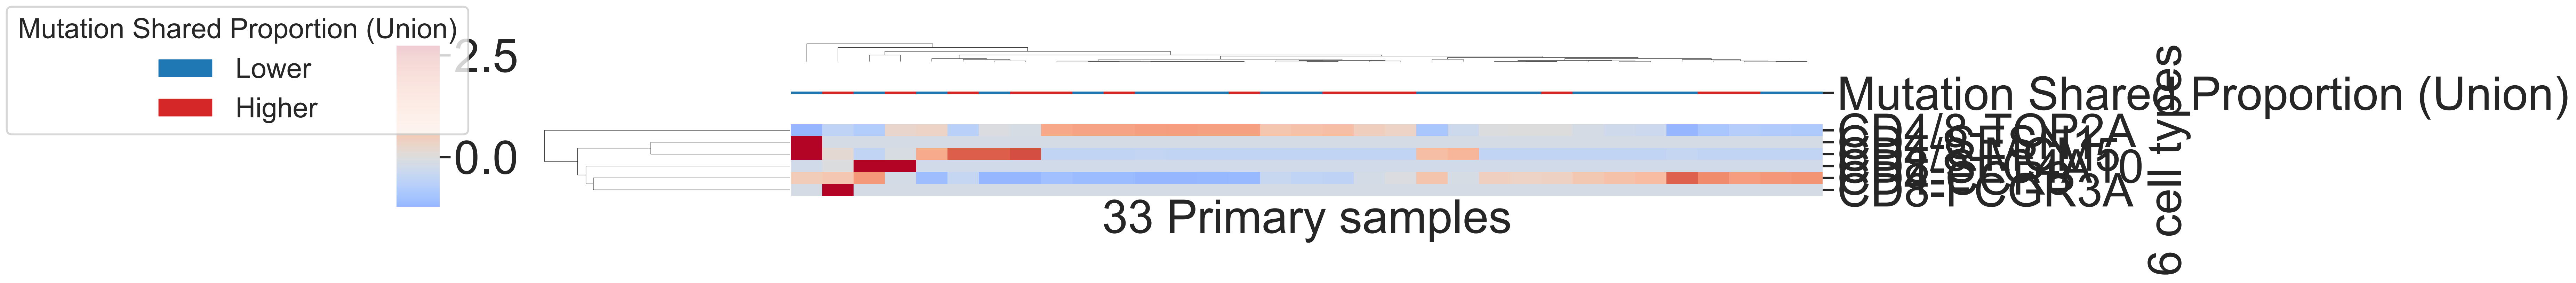 Mutation Shared Proportion (Union)
Lower
Higher
2.5
0.0
Mutation Shared Proportion (Union)
CD4/8-TOP2A
CD8-FCGR3A
6 cell types
33 Primary samples